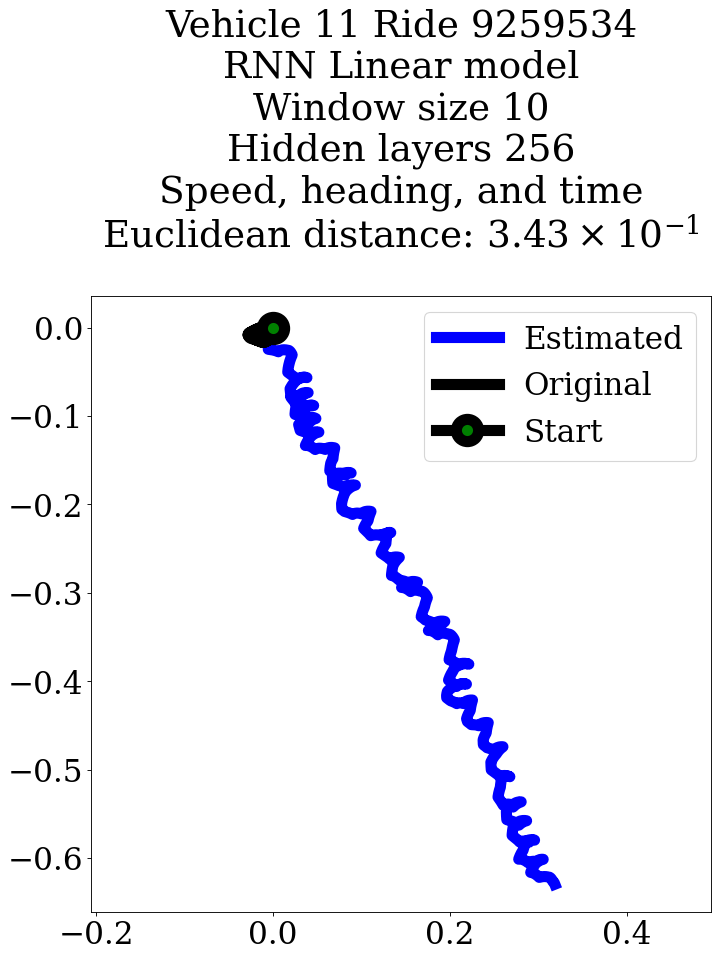 Vehicle 11 Ride 9259534
RNN Linear model
Window size 10
Hidden layers 256
Speed, heading, and time
Euclidean distance: 3.43 × 10⁻¹
Estimated
Original
Start
0.0
−0.1
−0.2
−0.3
−0.4
−0.5
−0.6
−0.2
0.0
0.2
0.4